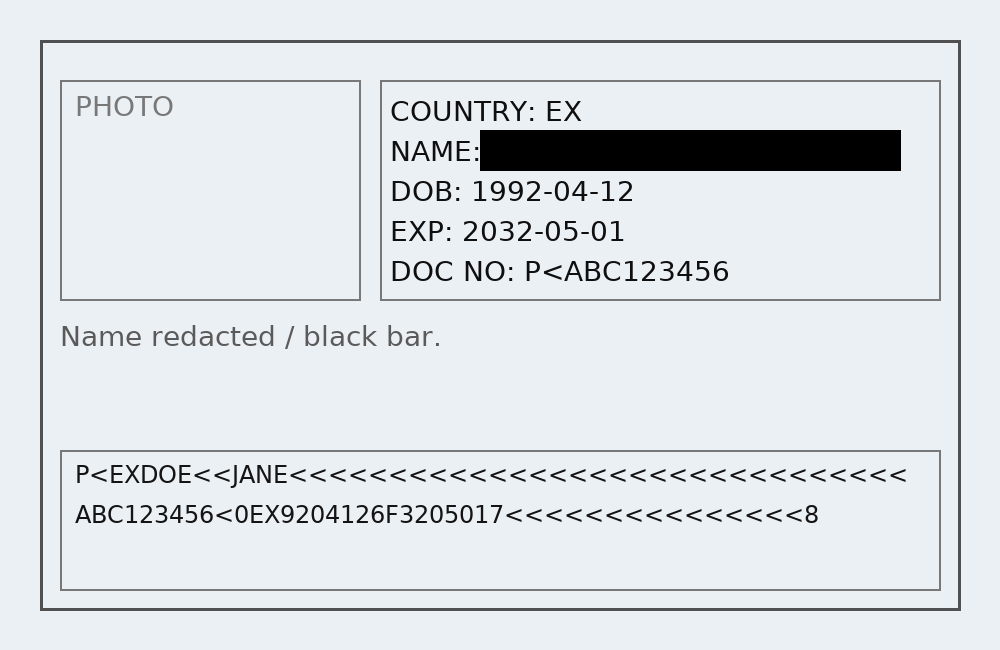 PHOTO
COUNTRY: EX
NAME:
DOB: 1992-04-12
EXP: 2032-05-01
DOC NO: P<ABC123456
Name redacted / black bar.
P<EXDOE<<JANE<<<<<<<<<<<<<<<<<<<<<<<<<<<<<<<
ABC123456<0EX9204126F3205017<<<<<<<<<<<<<<<8